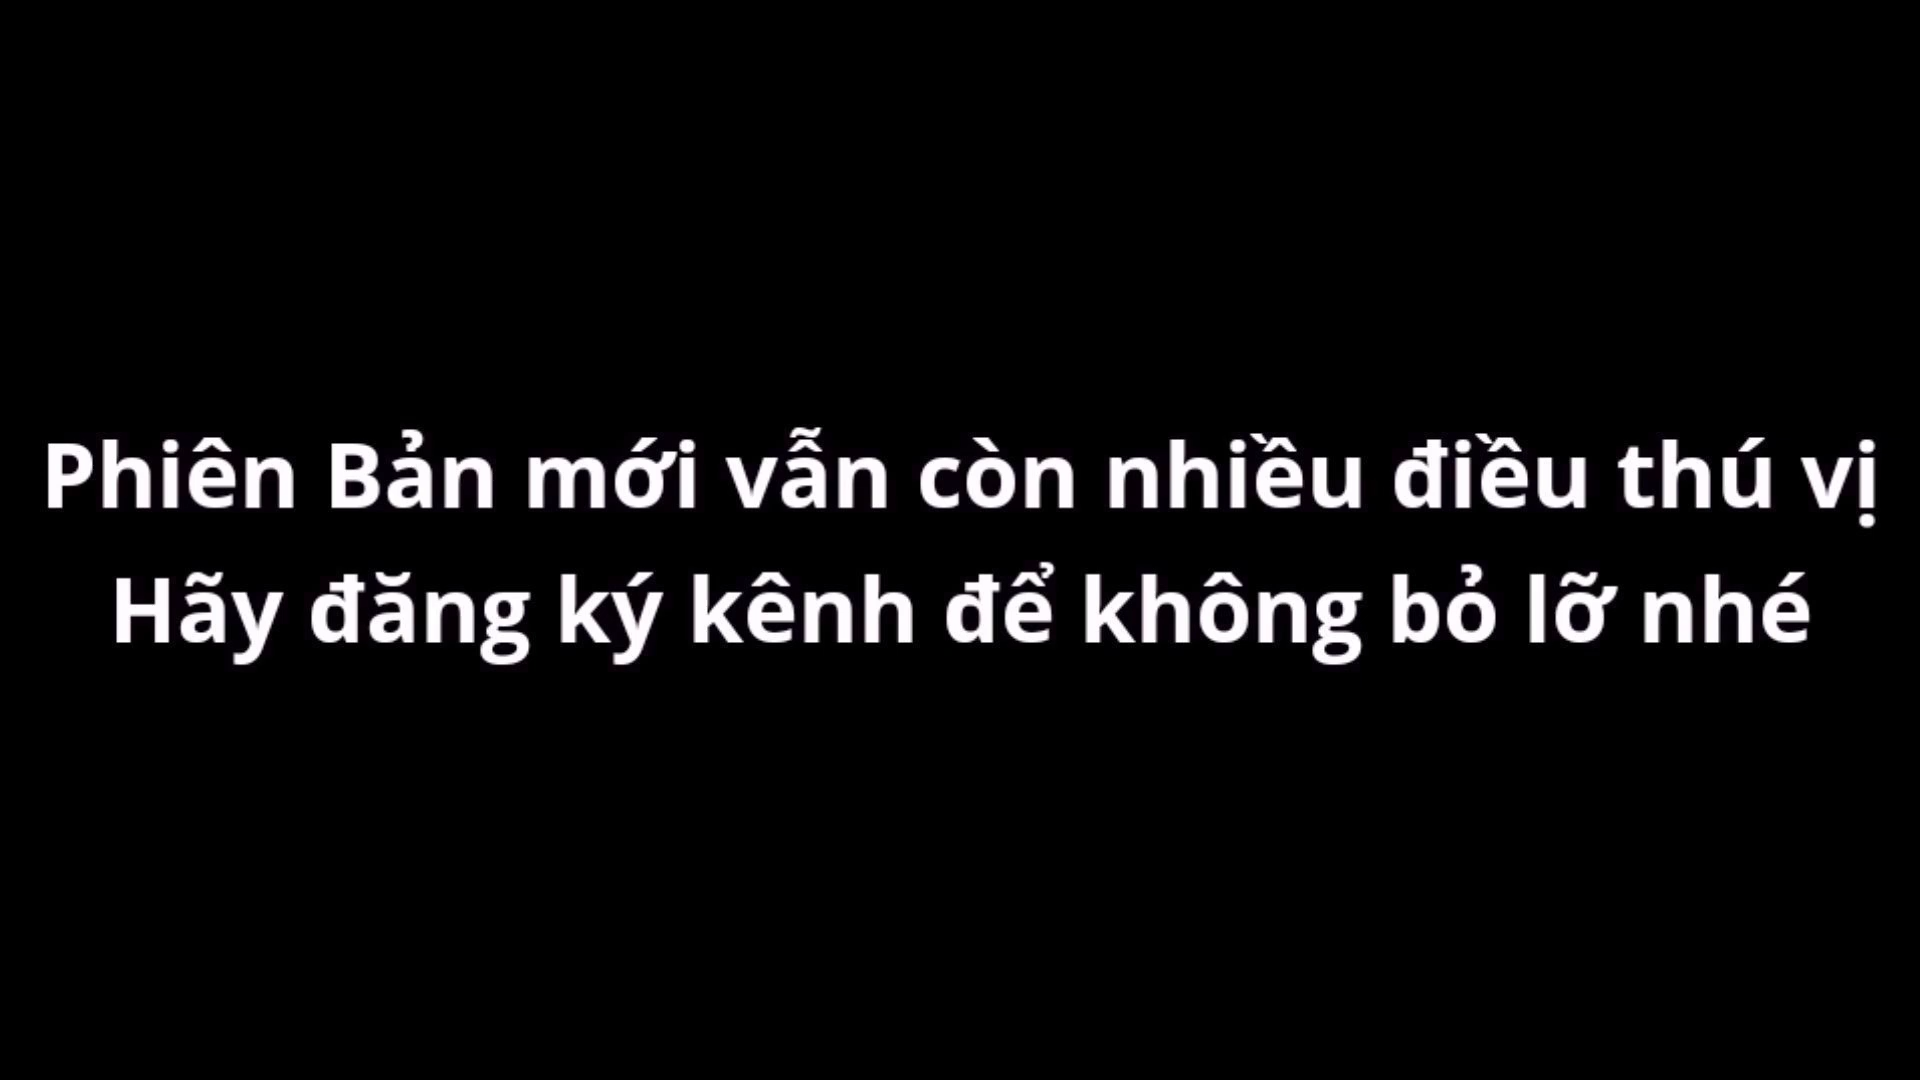 Phiên Bản mới vẫn còn nhiều điều thú vị
Hãy đăng ký kênh để không bỏ lỡ nhé